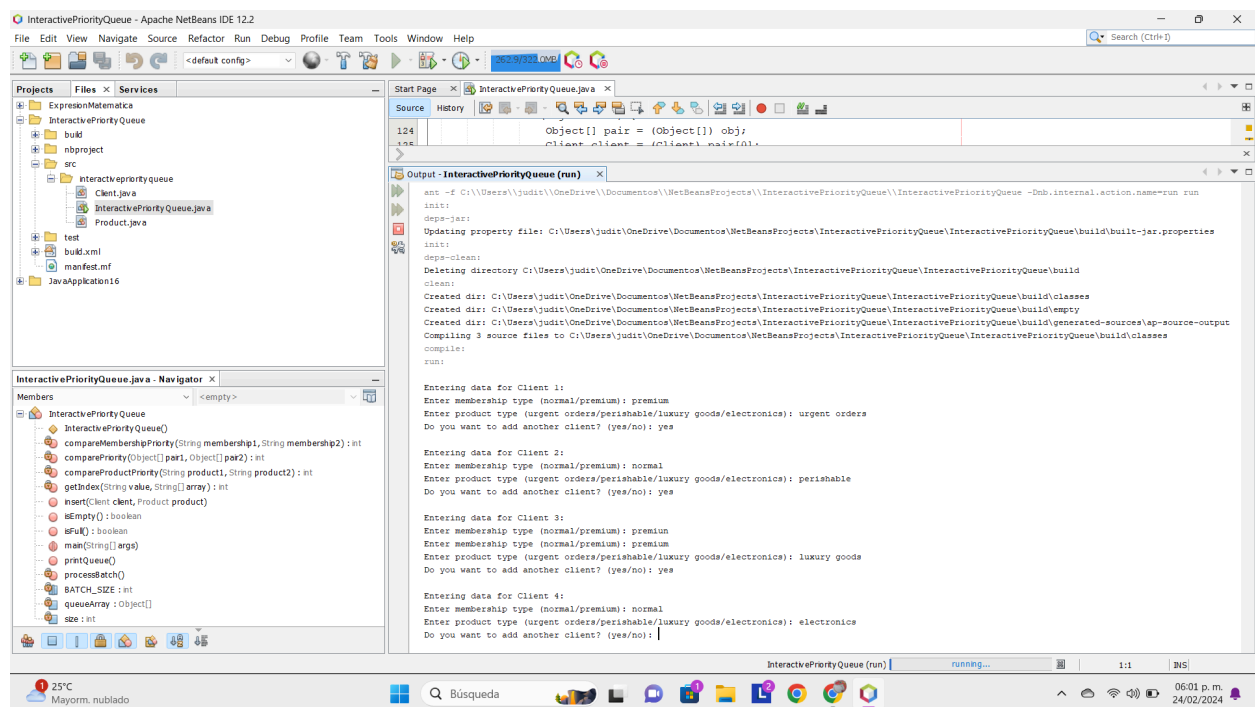 InteractivePriorityQueue - Apache NetBeans IDE 12.2
File Edit View Navigate Source Refactor Run Debug Profile Team Tools Window Help
Search (Ctrl+I)
<default config>
262.9/323.0MB
Projects Files Services
ExpresionMatematica
InteractivePriorityQueue
build
nbproject
src
interactivepriorityqueue
Client.java
InteractivePriorityQueue.java
Product.java
test
build.xml
manifest.mf
JavaApplication16
InteractivePriorityQueue.java - Navigator
Members <empty>
InteractivePriorityQueue
InteractivePriorityQueue()
compareMembershipPriority(String membership1, String membership2) : int
comparePriority(Object[] pair1, Object[] pair2) : int
compareProductPriority(String product1, String product2) : int
getIndex(String value, String[] array) : int
insert(Client client, Product product)
isEmpty() : boolean
isFull() : boolean
main(String[] args)
printQueue()
processBatch()
BATCH_SIZE : int
queueArray : Object[]
size : int
Start Page InteractivePriorityQueue.java
Source History
124 Object[] pair = (Object[]) obj;
125 Client client = (Client) pair[0];
Output - InteractivePriorityQueue (run)
ant -f C:\\Users\\judit\\OneDrive\\Documentos\\NetBeansProjects\\InteractivePriorityQueue\\InteractivePriorityQueue -Dnb.internal.action.name=run run
init:
deps-jar:
Updating property file: C:\Users\judit\OneDrive\Documentos\NetBeansProjects\InteractivePriorityQueue\InteractivePriorityQueue\build\built-jar.properties
init:
deps-clean:
Deleting directory C:\Users\judit\OneDrive\Documentos\NetBeansProjects\InteractivePriorityQueue\InteractivePriorityQueue\build
clean:
Created dir: C:\Users\judit\OneDrive\Documentos\NetBeansProjects\InteractivePriorityQueue\InteractivePriorityQueue\build\classes
Created dir: C:\Users\judit\OneDrive\Documentos\NetBeansProjects\InteractivePriorityQueue\InteractivePriorityQueue\build\empty
Created dir: C:\Users\judit\OneDrive\Documentos\NetBeansProjects\InteractivePriorityQueue\InteractivePriorityQueue\build\generated-sources\ap-source-output
Compiling 3 source files to C:\Users\judit\OneDrive\Documentos\NetBeansProjects\InteractivePriorityQueue\InteractivePriorityQueue\build\classes
compile:
run:
Entering data for Client 1:
Enter membership type (normal/premium): premium
Enter product type (urgent orders/perishable/luxury goods/electronics): urgent orders
Do you want to add another client? (yes/no): yes
Entering data for Client 2:
Enter membership type (normal/premium): normal
Enter product type (urgent orders/perishable/luxury goods/electronics): perishable
Do you want to add another client? (yes/no): yes
Entering data for Client 3:
Enter membership type (normal/premium): premiun
Enter membership type (normal/premium): premium
Enter product type (urgent orders/perishable/luxury goods/electronics): luxury goods
Do you want to add another client? (yes/no): yes
Entering data for Client 4:
Enter membership type (normal/premium): normal
Enter product type (urgent orders/perishable/luxury goods/electronics): electronics
Do you want to add another client? (yes/no):
InteractivePriorityQueue (run) running... 1:1 INS
1
25°C
Mayorm. nublado
Búsqueda
1
2
06:01 p. m.
24/02/2024